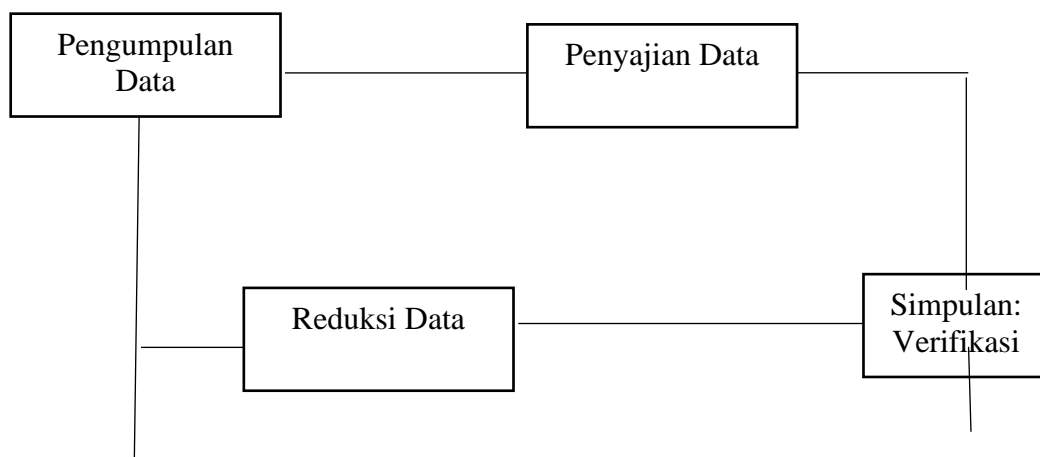 Pengumpulan
Data
Penyajian Data
Reduksi Data
Simpulan:
Verifikasi